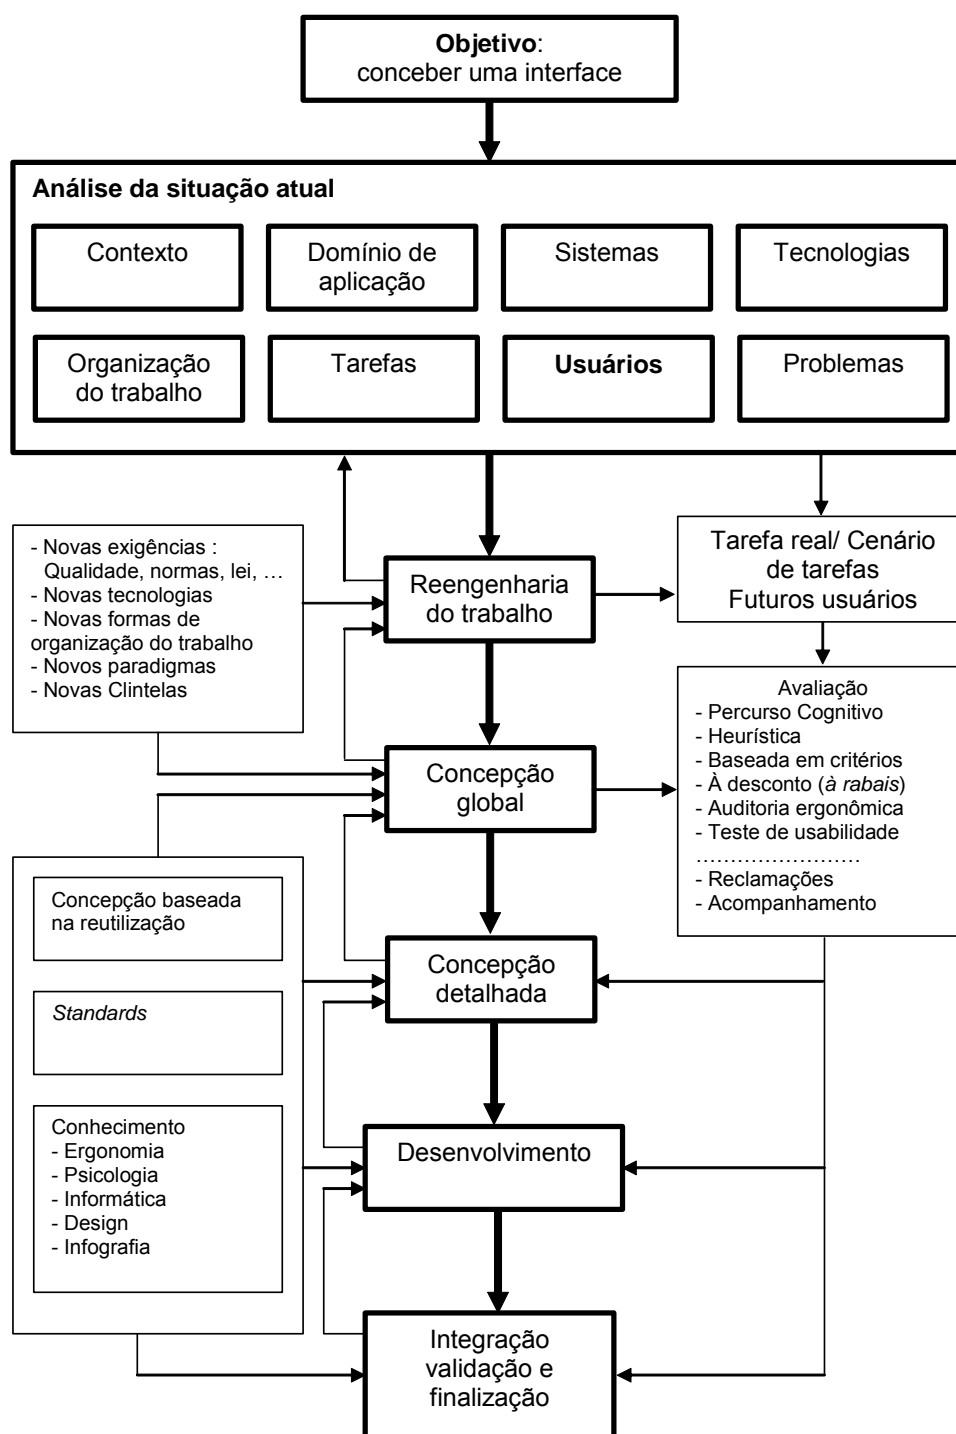 Objetivo:
conceber uma interface
Análise da situação atual
Contexto
Domínio de
aplicação
Sistemas
Tecnologias
Organização
do trabalho
Tarefas
Usuários
Problemas
- Novas exigências :
Qualidade, normas, lei, …
- Novas tecnologias
- Novas formas de
organização do trabalho
- Novos paradigmas
- Novas Clintelas
Reengenharia
do trabalho
Tarefa real/ Cenário
de tarefas
Futuros usuários
Avaliação
- Percurso Cognitivo
- Heurística
- Baseada em critérios
- À desconto (à rabais)
- Auditoria ergonômica
- Teste de usabilidade
……………………
- Reclamações
- Acompanhamento
Concepção
global
Concepção baseada
na reutilização
Standards
Conhecimento
- Ergonomia
- Psicologia
- Informática
- Design
- Infografia
Concepção
detalhada
Desenvolvimento
Integração
validação e
finalização